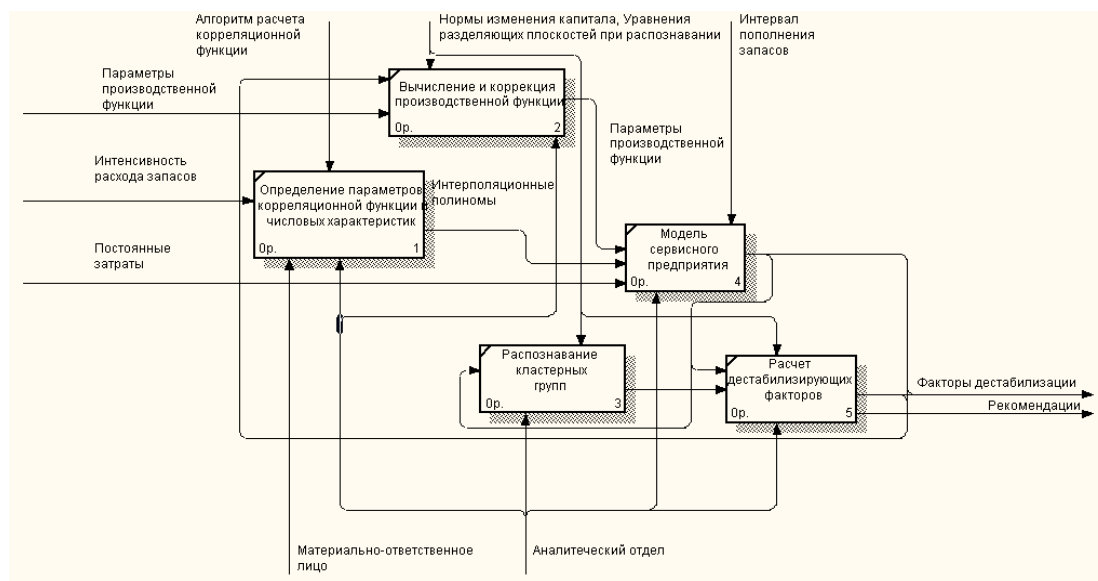 Алгоритм расчета
корреляционной
функции
Нормы изменения капитала, Уравнения
разделяющих плоскостей при распознавании
Интервал
пополнения
запасов
Параметры
производственной
функции
Вычисление и коррекция
производственной функции
0р.
2
Параметры
производственной
функции
Интенсивность
расхода запасов
Определение параметров
корреляционной функции и
числовых характеристик
0р.
1
Интерполяционные
полиномы
Постоянные
затраты
Модель
сервисного
предприятия
0р.
4
Распознавание
кластерных
групп
0р.
3
Расчет
дестабилизирующих
факторов
0р.
5
Факторы дестабилизации
Рекомендации
Материально-ответственное
лицо
Аналитеческий отдел